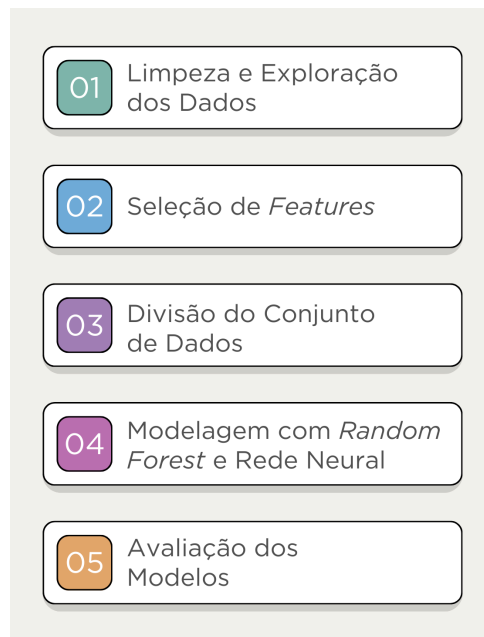 01
Limpeza e Exploração
dos Dados
02
Seleção de Features
03
Divisão do Conjunto
de Dados
04
Modelagem com Random
Forest e Rede Neural
05
Avaliação dos
Modelos